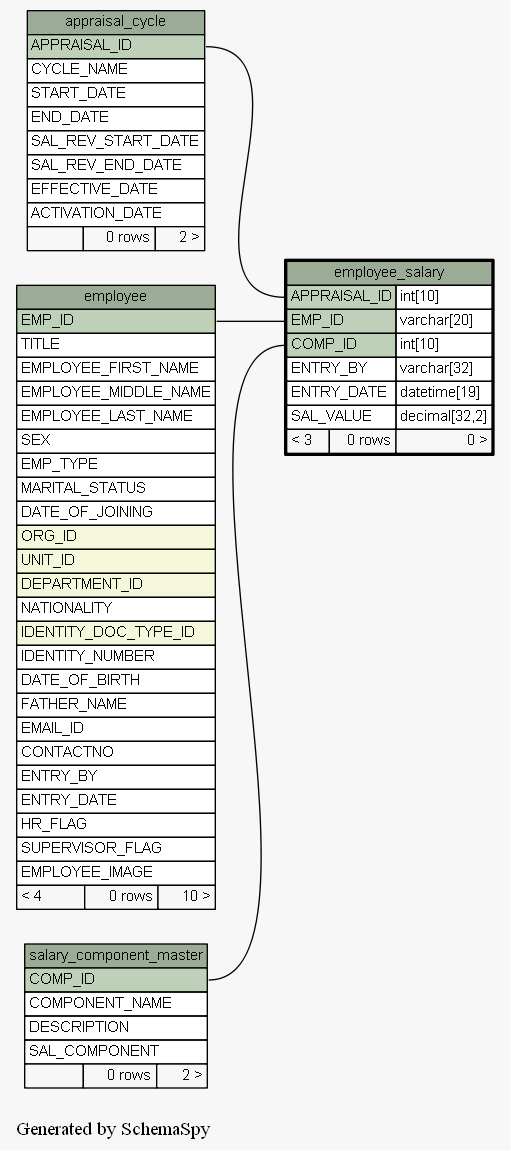 appraisal_cycle
APPRAISAL_ID
CYCLE_NAME
START_DATE
END_DATE
SAL_REV_START_DATE
SAL_REV_END_DATE
EFFECTIVE_DATE
ACTIVATION_DATE
0 rows 2 >
employee_salary
APPRAISAL_ID int[10]
EMP_ID varchar[20]
COMP_ID int[10]
ENTRY_BY varchar[32]
ENTRY_DATE datetime[19]
SAL_VALUE decimal[32,2]
< 3 0 rows 0 >
employee
EMP_ID
TITLE
EMPLOYEE_FIRST_NAME
EMPLOYEE_MIDDLE_NAME
EMPLOYEE_LAST_NAME
SEX
EMP_TYPE
MARITAL_STATUS
DATE_OF_JOINING
ORG_ID
UNIT_ID
DEPARTMENT_ID
NATIONALITY
IDENTITY_DOC_TYPE_ID
IDENTITY_NUMBER
DATE_OF_BIRTH
FATHER_NAME
EMAIL_ID
CONTACTNO
ENTRY_BY
ENTRY_DATE
HR_FLAG
SUPERVISOR_FLAG
EMPLOYEE_IMAGE
< 4 0 rows 10 >
salary_component_master
COMP_ID
COMPONENT_NAME
DESCRIPTION
SAL_COMPONENT
0 rows 2 >
Generated by SchemaSpy